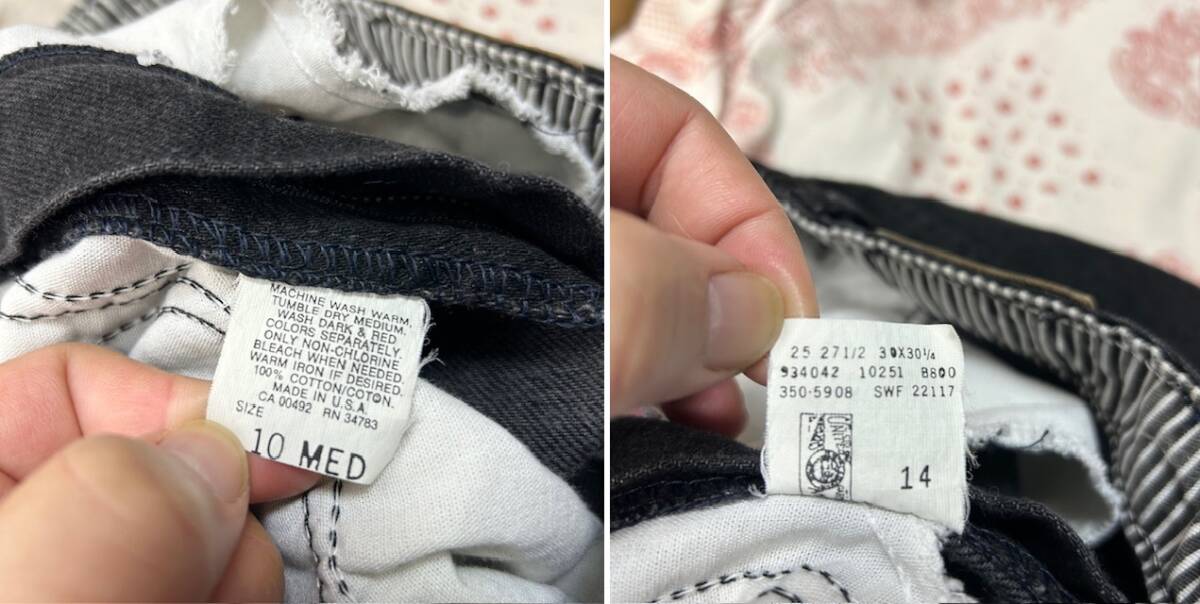 MACHINE WASH WARM,
TUMBLE DRY MEDIUM.
WASH DARK & RED
COLORS SEPARATELY.
ONLY NON-CHLORINE
BLEACH WHEN NEEDED.
WARM IRON IF DESIRED.
100% COTTON/COTON.
MADE IN U.S.A.
CA 00492 RN 34783
SIZE
10 MED
25 271/2 30X30¼
934042 10251 8800
350-5908 SWF 22117
UNITED
14